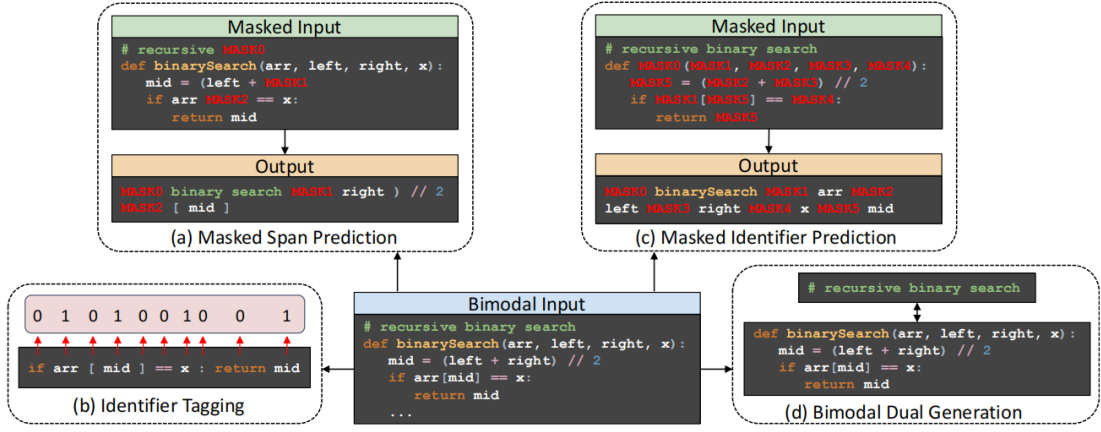 Masked Input
# recursive MASK0
def binarySearch(arr, left, right, x):
mid = (left + MASK1
if arr MASK2 == x:
return mid
Output
MASK0 binary search MASK1 right ) // 2
MASK2 [ mid ]
(a) Masked Span Prediction
Masked Input
# recursive binary search
def MASK0(MASK1, MASK2, MASK3, MASK4):
MASK5 = (MASK2 + MASK3) // 2
if MASK1[MASK5] == MASK4:
return MASK5
Output
MASK0 binarySearch MASK1 arr MASK2
left MASK3 right MASK4 x MASK5 mid
(c) Masked Identifier Prediction
0 1 0 1 0 0 1 0 0 1
if arr [ mid ] == x : return mid
(b) Identifier Tagging
Bimodal Input
# recursive binary search
def binarySearch(arr, left, right, x):
mid = (left + right) // 2
if arr[mid] == x:
return mid
...
# recursive binary search
def binarySearch(arr, left, right, x):
mid = (left + right) // 2
if arr[mid] == x:
return mid
(d) Bimodal Dual Generation